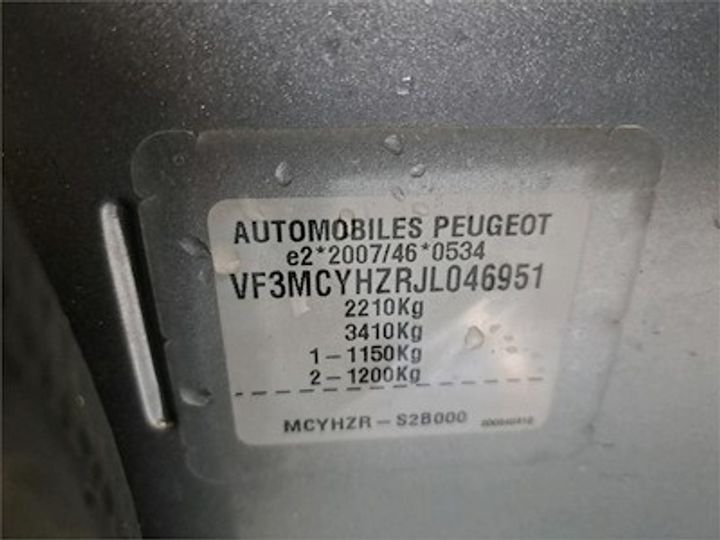 AUTOMOBILES PEUGEOT
e2*2007/46*0534
VF3MCYHZRJL046951
2210Kg
3410Kg
1-1150Kg
2-1200Kg
MCYHZR-S2B000